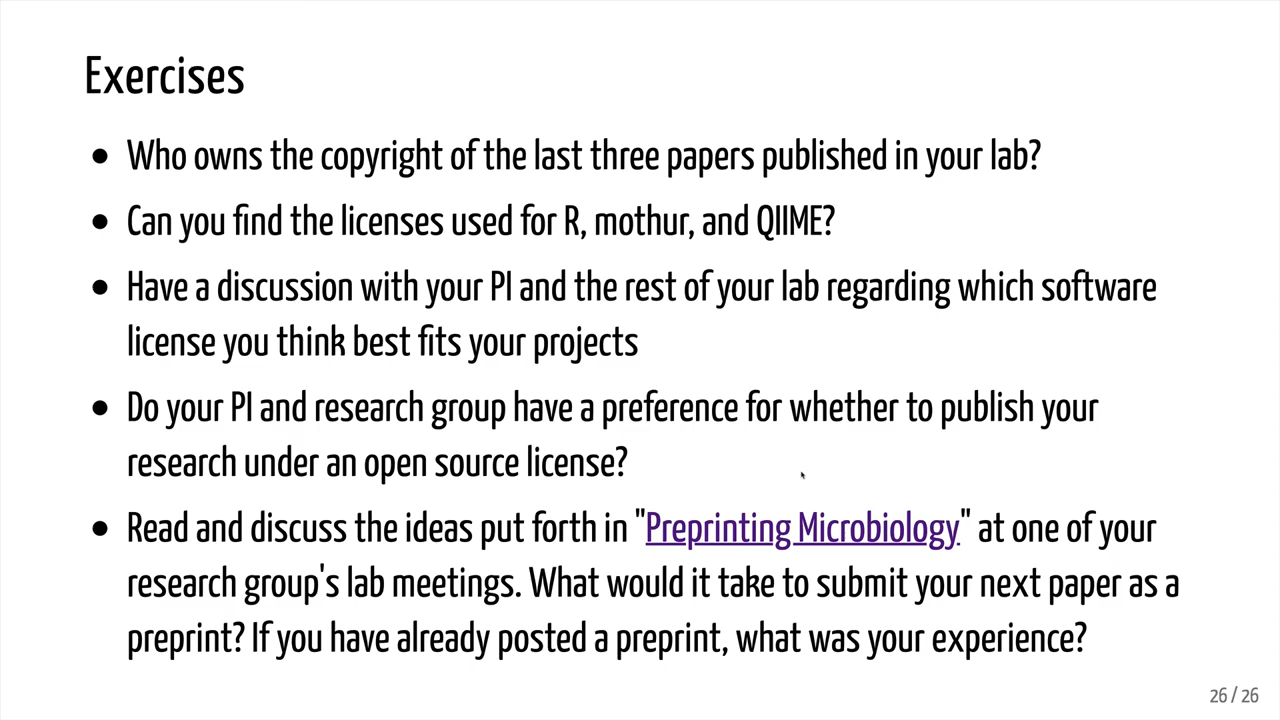 Exercises
• Who owns the copyright of the last three papers published in your lab?
• Can you find the licenses used for R, mothur, and QIIME?
• Have a discussion with your PI and the rest of your lab regarding which software
license you think best fits your projects
• Do your PI and research group have a preference for whether to publish your
research under an open source license?
• Read and discuss the ideas put forth in "Preprinting Microbiology" at one of your
research group's lab meetings. What would it take to submit your next paper as a
preprint? If you have already posted a preprint, what was your experience?
26 / 26